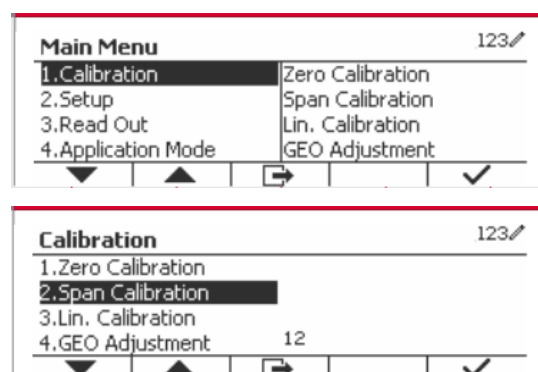 Main Menu 123
1.Calibration Zero Calibration
2.Setup Span Calibration
3.Read Out Lin. Calibration
4.Application Mode GEO Adjustment
Calibration 123
1.Zero Calibration
2.Span Calibration
3.Lin. Calibration
4.GEO Adjustment 12